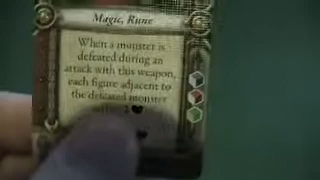 Magic, Rune
When a monster is
defeated during an
attack with this weapon,
each figure adjacent to
the defeated monster